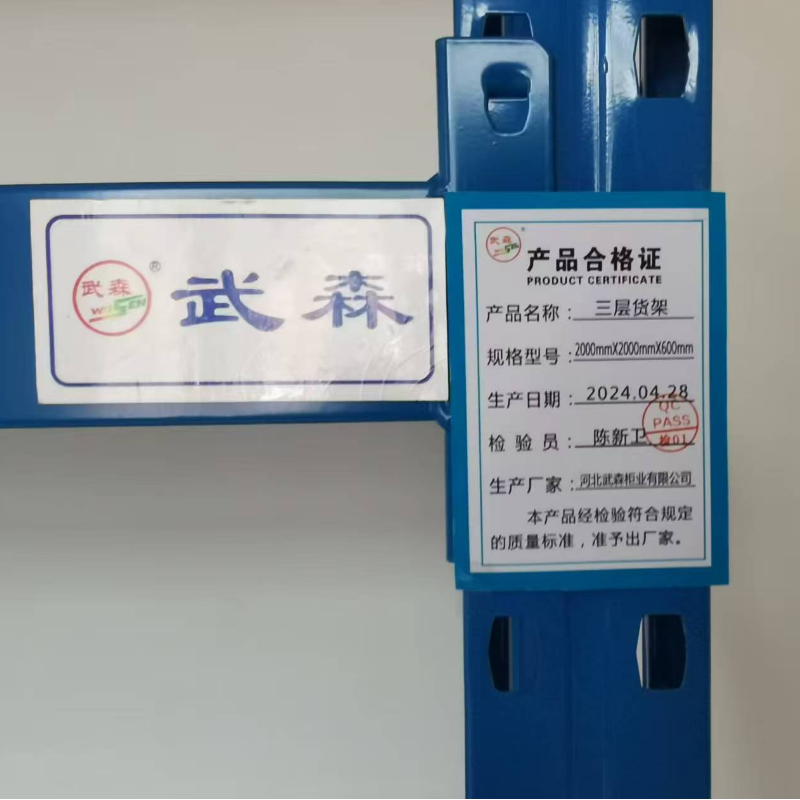 武森
WUSEN
®
武森
武森
WUSEN
®
产品合格证
PRODUCT CERTIFICATE
产品名称：三层货架
规格型号：2000mmX2000mmX600mm
生产日期：2024.04.28
检验员：陈新卫
QC
PASS
检01
生产厂家：河北武森柜业有限公司
本产品经检验符合规定
的质量标准，准予出厂家。